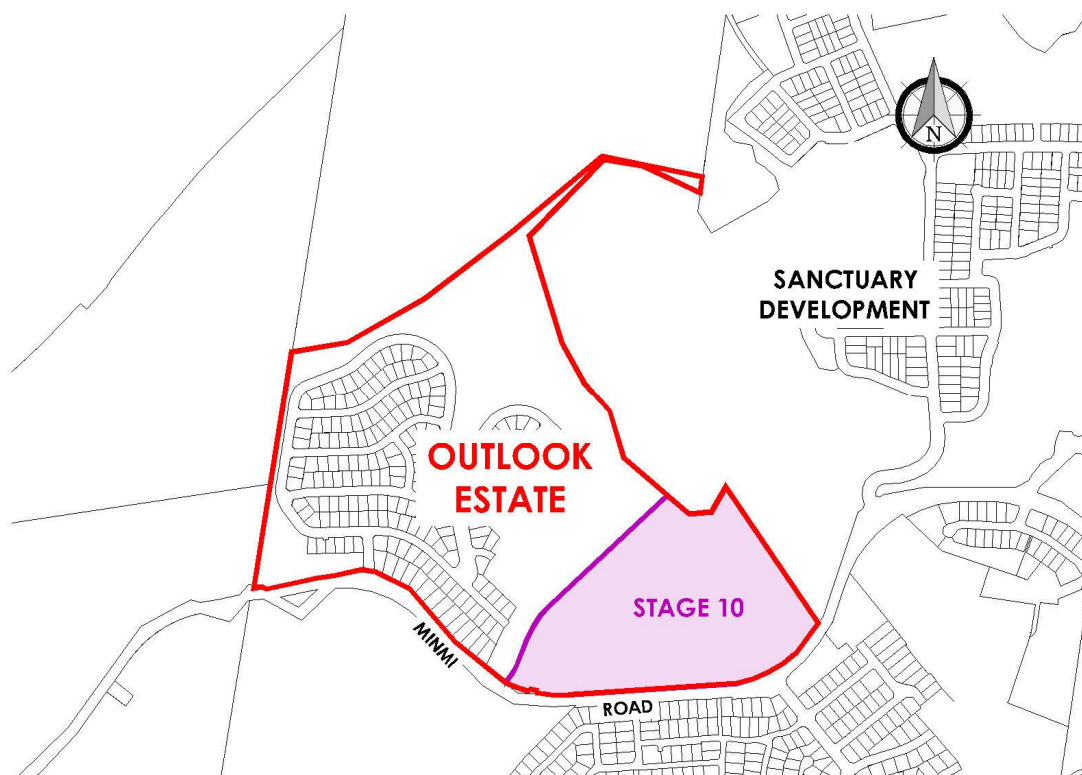 N
SANCTUARY
DEVELOPMENT
OUTLOOK
ESTATE
STAGE 10
MINMI
ROAD